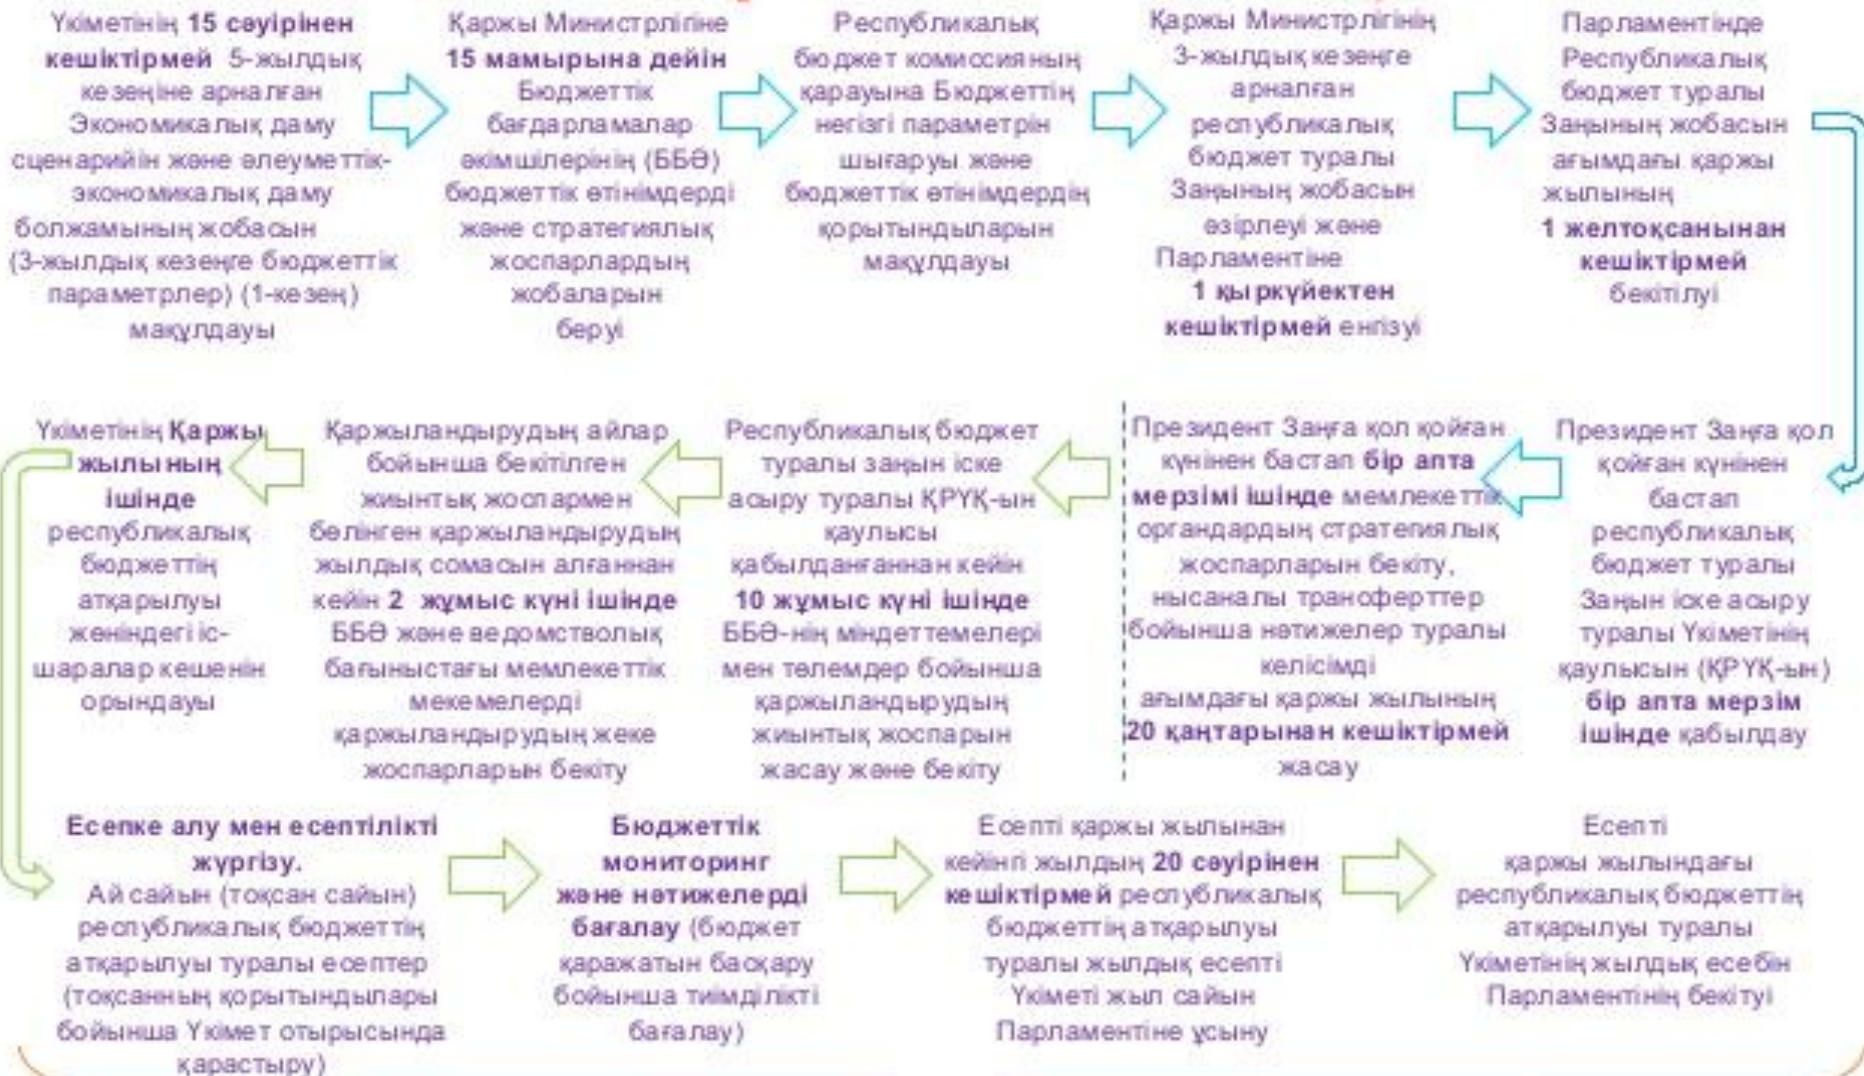 Үкіметінің 15 сәуірінен
кешіктірмей 5-жылдық
кезеңіне арналған
Экономикалық даму
сценарийін және әлеуметтік-
экономикалық даму
болжамының жобасын
(3-жылдық кезеңге бюджеттік
параметрлер) (1-кезең)
мақұлдауы
Қаржы Министрлігіне
15 мамырына дейін
Бюджеттік
бағдарламалар
әкімшілерінің (ББӘ)
бюджеттік өтінімдерді
және стратегиялық
жоспарлардың
жобаларын
беруі
Республикалық
бюджет комиссияның
қарауына Бюджеттің
негізгі параметрін
шығаруы және
бюджеттік өтінімдердің
қорытындыларын
мақұлдауы
Қаржы Министрлігінің
3-жылдық кезеңге
арналған
республикалық
бюджет туралы
Заңының жобасын
әзірлеуі және
Парламентіне
1 қыркүйектен
кешіктірмей енгізуі
Парламентінде
Республикалық
бюджет туралы
Заңының жобасын
ағымдағы қаржы
жылының
1 желтоқсанынан
кешіктірмей
бекітілуі
Үкіметінің Қаржы
жылының
ішінде
республикалық
бюджеттің
атқарылуы
жөніндегі іс-
шаралар кешенін
орындауы
Қаржыландырудың айлар
бойынша бекітілген
жиынтық жоспармен
бөлінген қаржыландырудың
жылдық сомасын алғаннан
кейін 2 жұмыс күні ішінде
ББӘ және ведомстволық
бағыныстағы мемлекеттік
мекемелерді
қаржыландырудың жеке
жоспарларын бекіту
Республикалық бюджет
туралы заңын іске
асыру туралы ҚРҮҚ-ын
қаулысы
қабылданғаннан кейін
10 жұмыс күні ішінде
ББӘ-нің міндеттемелері
мен төлемдер бойынша
қаржыландырудың
жиынтық жоспарын
жасау және бекіту
Президент Заңға қол қойған
күнінен бастап бір апта
мерзімі ішінде мемлекеттік
органдардың стратегиялық
жоспарларын бекіту,
нысаналы трансферттер
бойынша нәтижелер туралы
келісімді
ағымдағы қаржы жылының
20 қаңтарынан кешіктірмей
жасау
Президент Заңға қол
қойған күнінен
бастап
республикалық
бюджет туралы
Заңын іске асыру
туралы Үкіметінің
қаулысын (ҚРҮҚ-ын)
бір апта мерзім
ішінде қабылдау
Есепке алу мен есептілікті
жүргізу.
Ай сайын (тоқсан сайын)
республикалық бюджеттің
атқарылуы туралы есептер
(тоқсанның қорытындылары
бойынша Үкімет отырысында
қарастыру)
Бюджеттік
мониторинг
және нәтижелерді
бағалау (бюджет
қаражатын басқару
бойынша тиімділікті
бағалау)
Есепті қаржы жылынан
кейінгі жылдың 20 сәуірінен
кешіктірмей республикалық
бюджеттің атқарылуы
туралы жылдық есепті
Үкіметі жыл сайын
Парламентіне ұсыну
Есепті
қаржы жылындағы
республикалық бюджеттің
атқарылуы туралы
Үкіметінің жылдық есебін
Парламентінің бекітуі